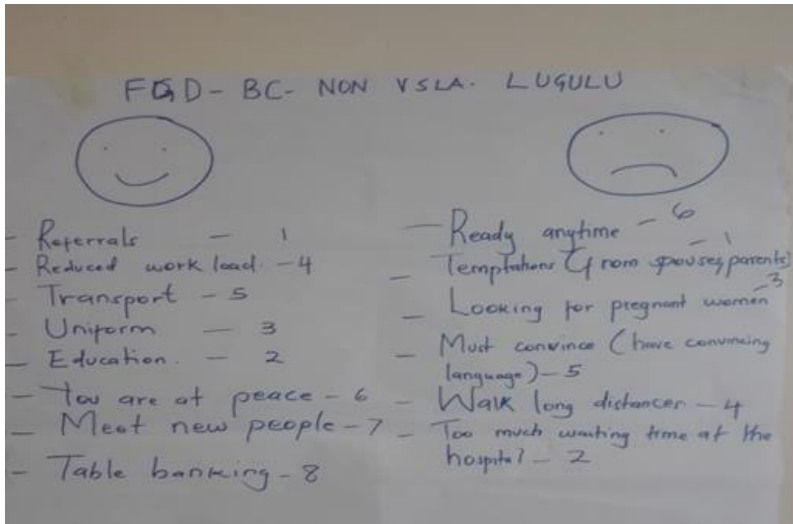 FGD- BC- NON VSLA. LUGULU
- Referrals - 1
- Reduced work load. - 4
- Transport - 5
- Uniform - 3
- Education. - 2
- You are at peace - 6
- Meet new people - 7
- Table banking - 8
- Ready anytime - 6
- Temptations (from spouses, parents) - 1
- Looking for pregnant women - 3
- Must convince (have convincing
language) - 5
- Walk long distances - 4
- Too much waiting time at the
hospital - 2